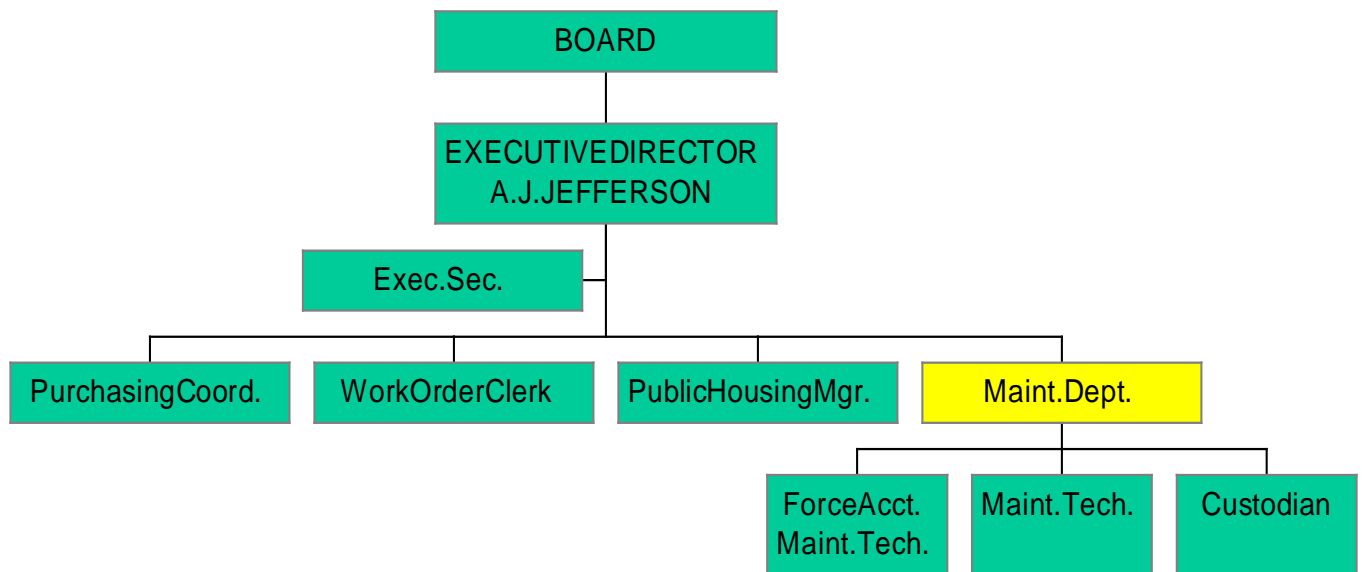 BOARD
EXECUTIVEDIRECTOR
A.J.JEFFERSON
Exec.Sec.
PurchasingCoord.
WorkOrderClerk
PublicHousingMgr.
Maint.Dept.
ForceAcct.
Maint.Tech.
Maint.Tech.
Custodian